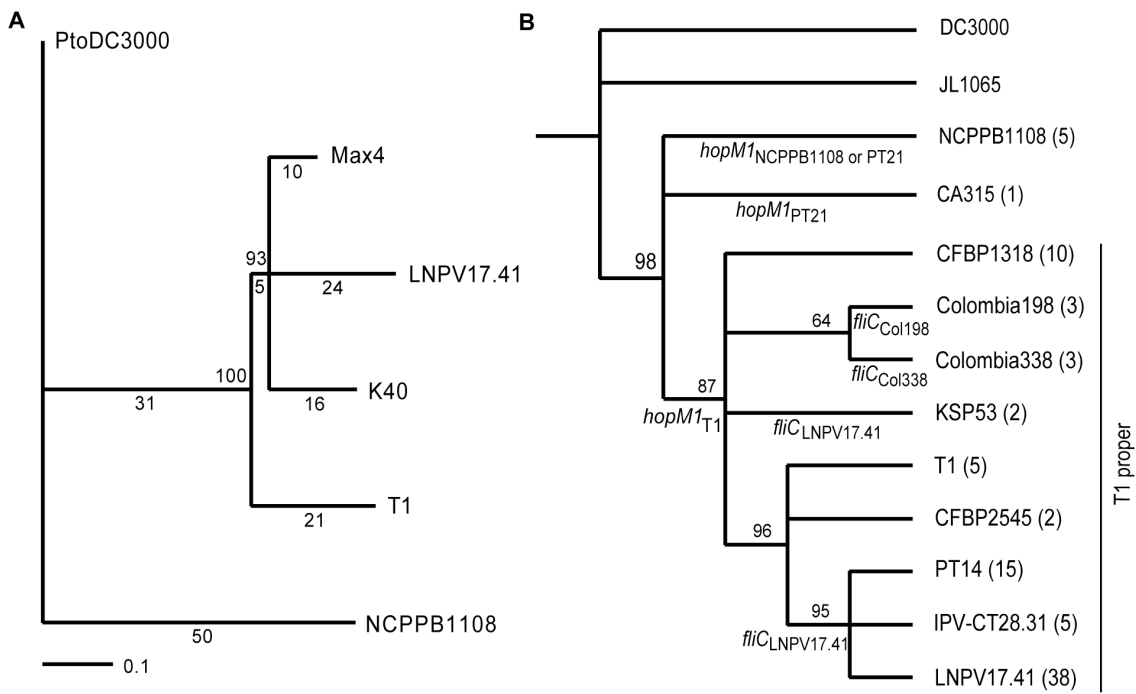 A
PtoDC3000
Max4
10
93
LNPV17.41
5
24
100
K40
31
16
T1
21
NCPPB1108
50
0.1
B
DC3000
JL1065
NCPPB1108 (5)
hopM1NCPPB1108 or PT21
CA315 (1)
hopM1PT21
98
CFBP1318 (10)
Colombia198 (3)
64
fliCCol198
Colombia338 (3)
fliCCol338
87
hopM1T1
KSP53 (2)
fliCLNPV17.41
T1 (5)
CFBP2545 (2)
96
PT14 (15)
95
IPV-CT28.31 (5)
fliCLNPV17.41
LNPV17.41 (38)
T1 proper